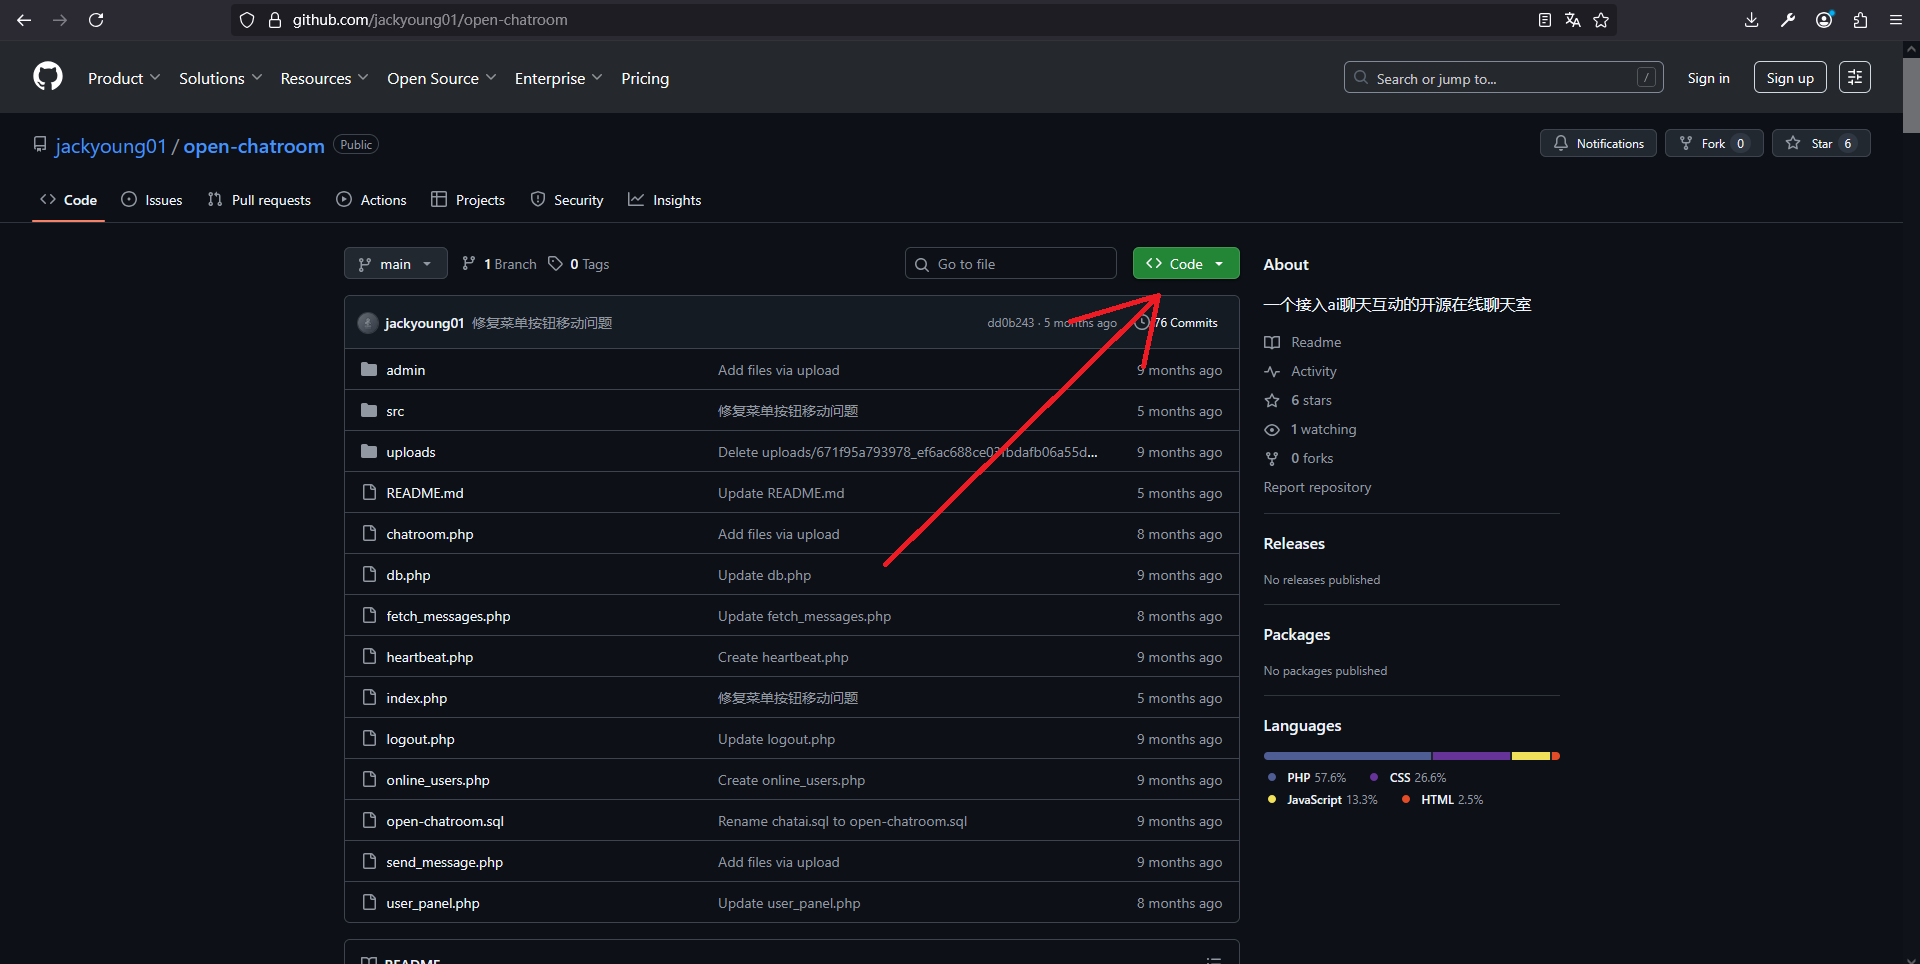 github.com/jackyoung01/open-chatroom
Product Solutions Resources Open Source Enterprise Pricing Search or jump to... / Sign in Sign up
jackyoung01 / open-chatroom Public Notifications Fork 0 Star 6
Code Issues Pull requests Actions Projects Security Insights
main 1 Branch 0 Tags Go to file Code
jackyoung01 修复菜单按钮移动问题 dd0b243 · 5 months ago 76 Commits
admin Add files via upload 9 months ago
src 修复菜单按钮移动问题 5 months ago
uploads 9 months ago
README.md Update README.md 5 months ago
chatroom.php Add files via upload 8 months ago
db.php Update db.php 9 months ago
fetch_messages.php Update fetch_messages.php 8 months ago
heartbeat.php Create heartbeat.php 9 months ago
index.php 修复菜单按钮移动问题 5 months ago
logout.php Update logout.php 9 months ago
online_users.php Create online_users.php 9 months ago
open-chatroom.sql Rename chatai.sql to open-chatroom.sql 9 months ago
send_message.php Add files via upload 9 months ago
user_panel.php Update user_panel.php 8 months ago
README
About
一个接入ai聊天互动的开源在线聊天室
Readme
Activity
6 stars
1 watching
0 forks
Report repository
Releases
No releases published
Packages
No packages published
Languages
PHP 57.6% CSS 26.6%
JavaScript 13.3% HTML 2.5%